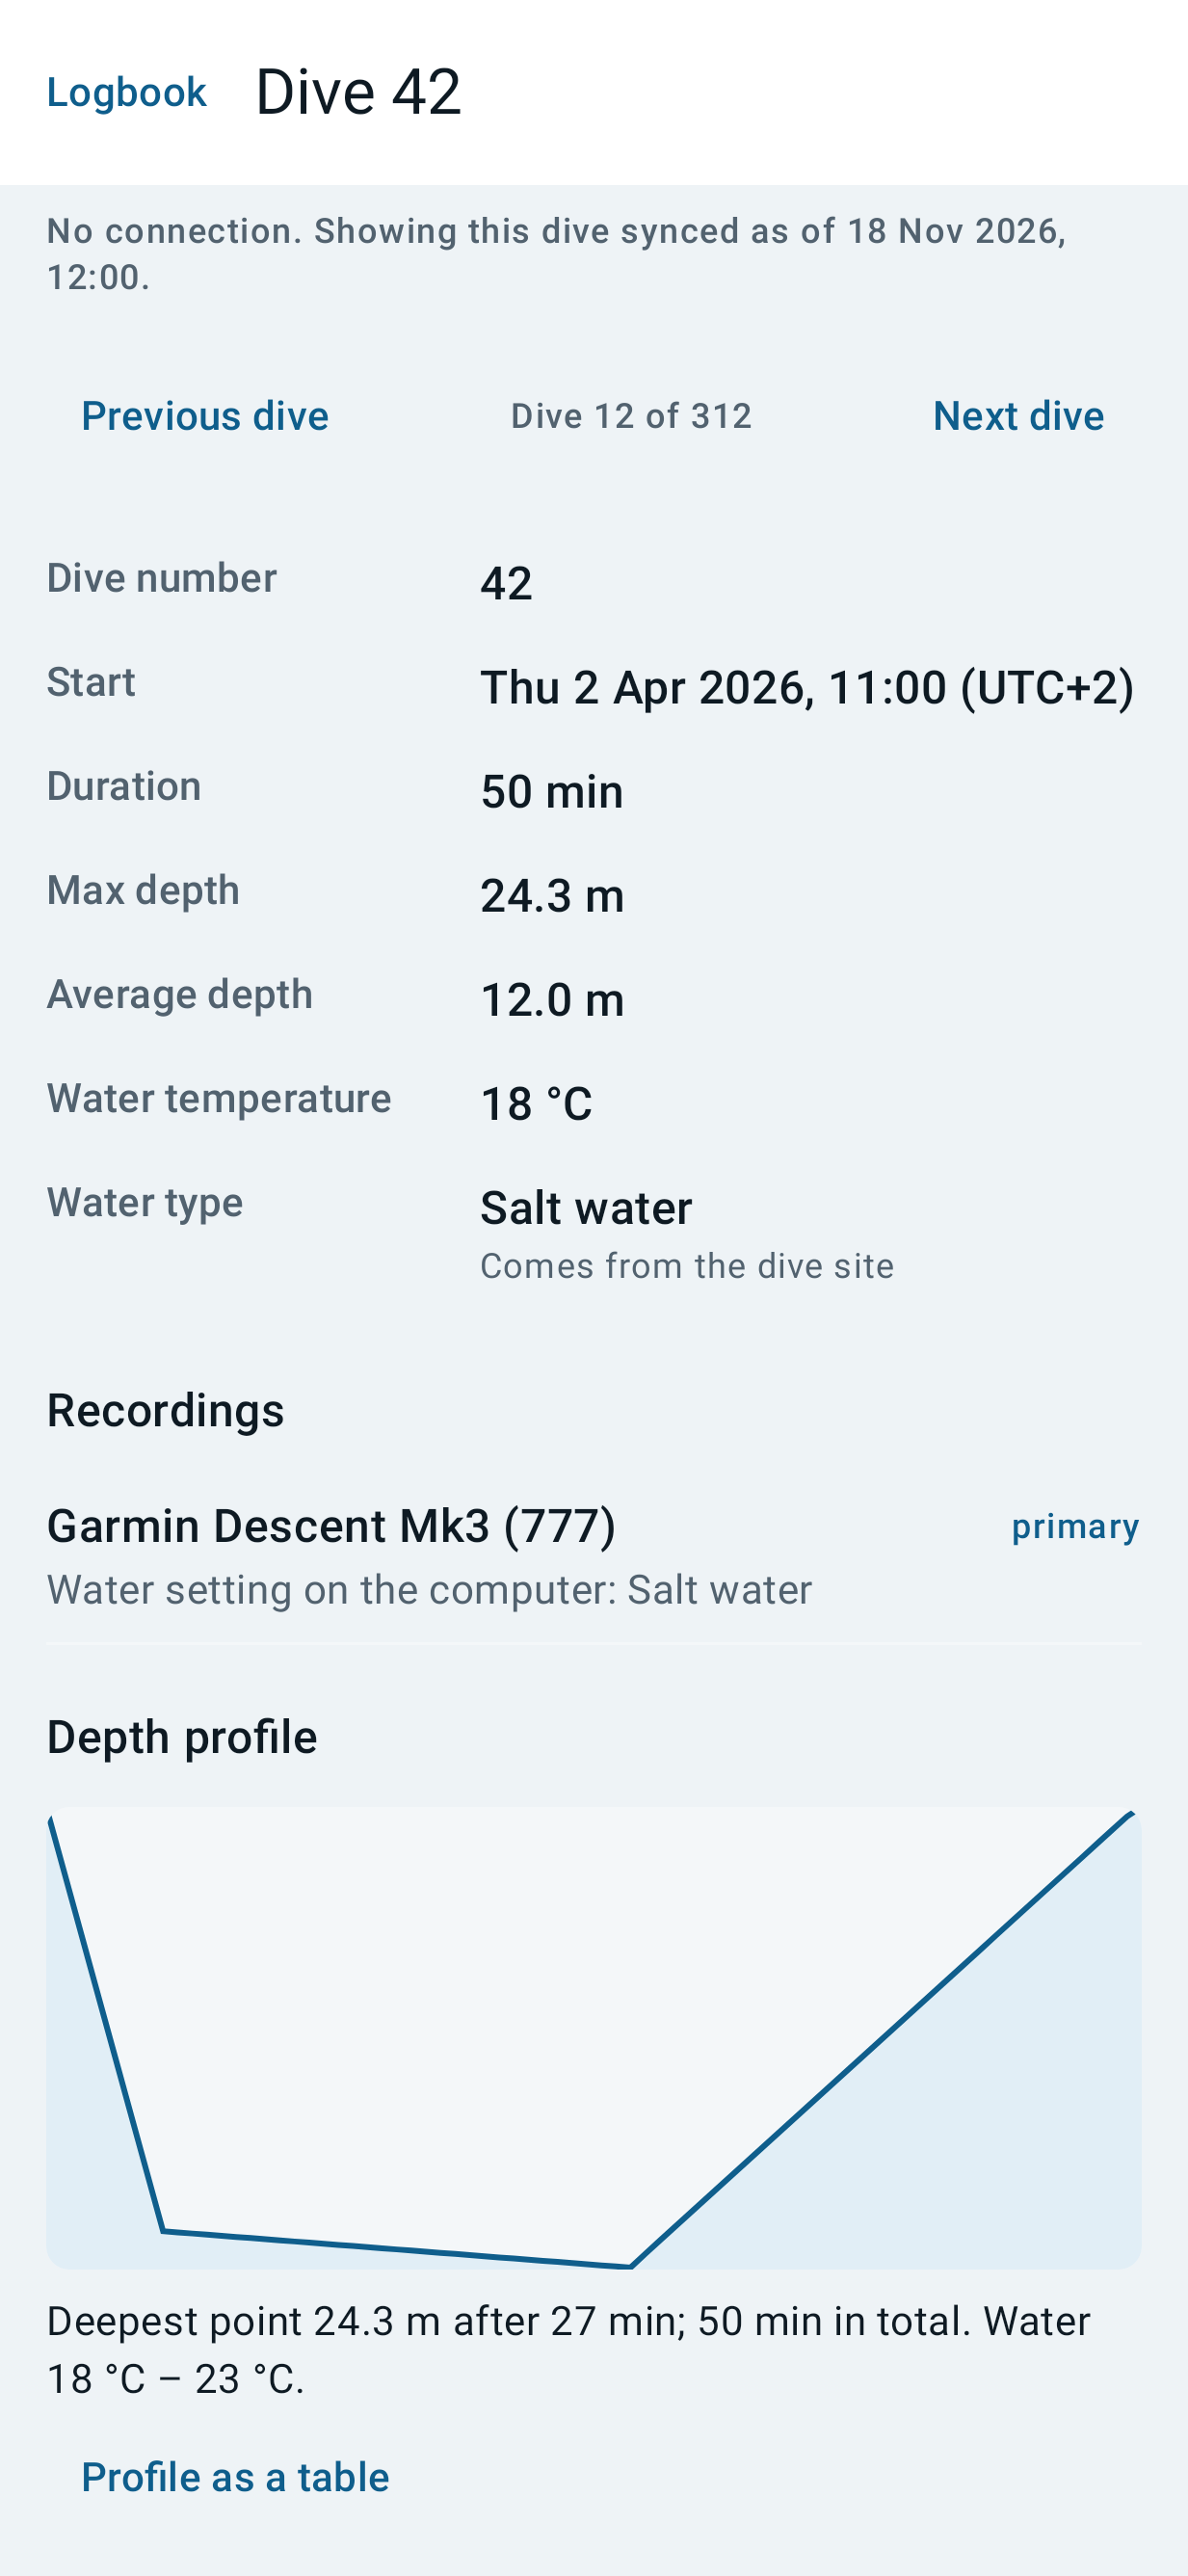 Logbook Dive 42
No connection. Showing this dive synced as of 18 Nov 2026,
12:00.
Previous dive Dive 12 of 312 Next dive
Dive number 42
Start Thu 2 Apr 2026, 11:00 (UTC+2)
Duration 50 min
Max depth 24.3 m
Average depth 12.0 m
Water temperature 18 °C
Water type Salt water
Comes from the dive site
Recordings
Garmin Descent Mk3 (777) primary
Water setting on the computer: Salt water
Depth profile
Deepest point 24.3 m after 27 min; 50 min in total. Water
18 °C – 23 °C.
Profile as a table